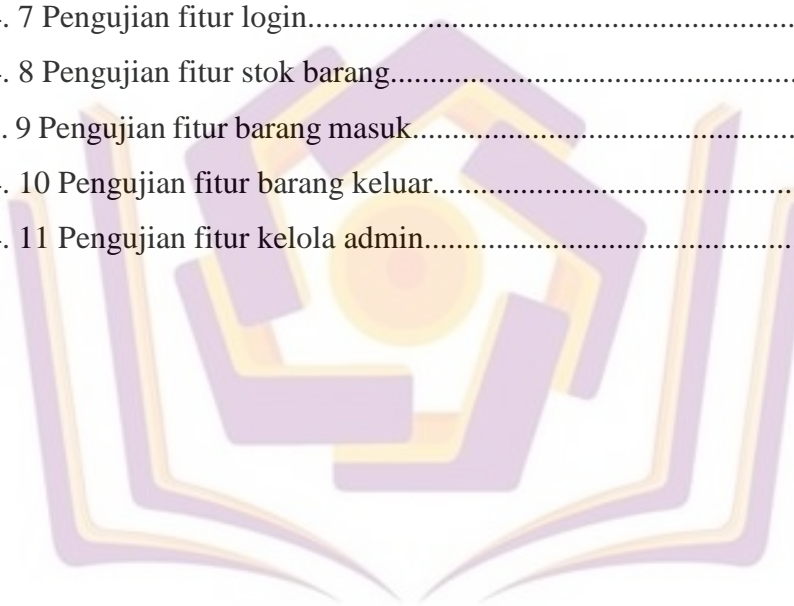 . 7 Pengujian fitur login..........................................................................
. 8 Pengujian fitur stok barang.............................................................
. 9 Pengujian fitur barang masuk..........................................................
. 10 Pengujian fitur barang keluar.......................................................
. 11 Pengujian fitur kelola admin........................................................